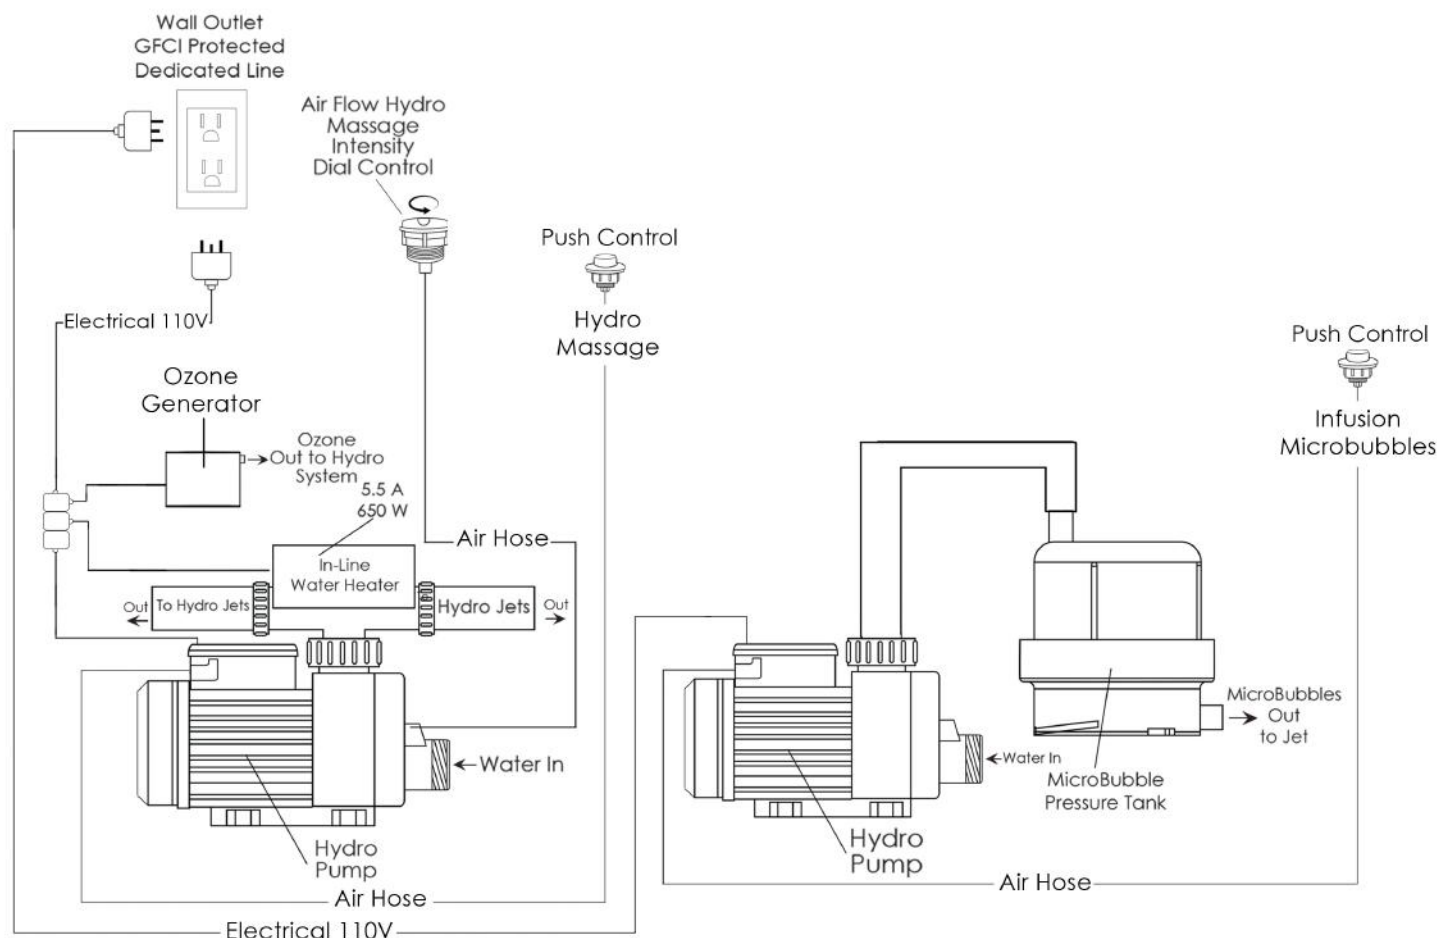 Wall Outlet
GFCI Protected
Dedicated Line
Air Flow Hydro
Massage
Intensity
Dial Control
Push Control
Hydro
Massage
Electrical 110V
Push Control
Infusion
Microbubbles
Ozone
Generator
Ozone
Out to Hydro
System
5.5 A
650 W
Air Hose
In-Line
Water Heater
Out
To Hydro Jets
Hydro Jets
Out
Water In
Hydro
Pump
Air Hose
Electrical 110V
MicroBubbles
Out
to Jet
Water In
MicroBubble
Pressure Tank
Hydro
Pump
Air Hose